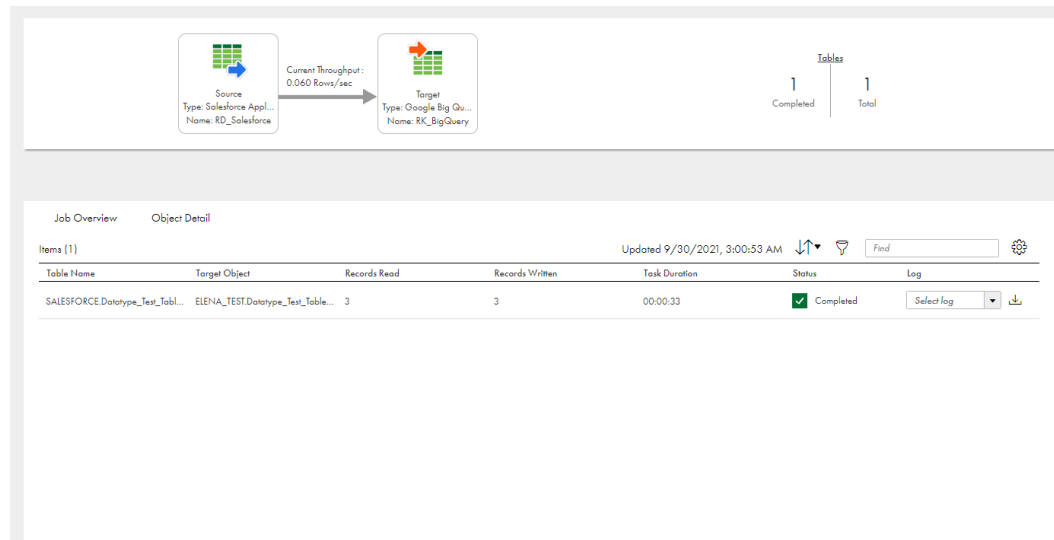 Current Throughput :
0.060 Rows/sec
Source
Type: Salesforce Appl...
Name: RD_Salesforce
Target
Type: Google Big Qu...
Name: RK_BigQuery
Tables
1 1
Completed Total
Job Overview Object Detail
Items (1) Updated 9/30/2021, 3:00:53 AM Find
Table Name Target Object Records Read Records Written Task Duration Status Log
SALESFORCE.Datatype_Test_Tabl... ELENA_TEST.Datatype_Test_Table... 3 3 00:00:33 Completed Select log